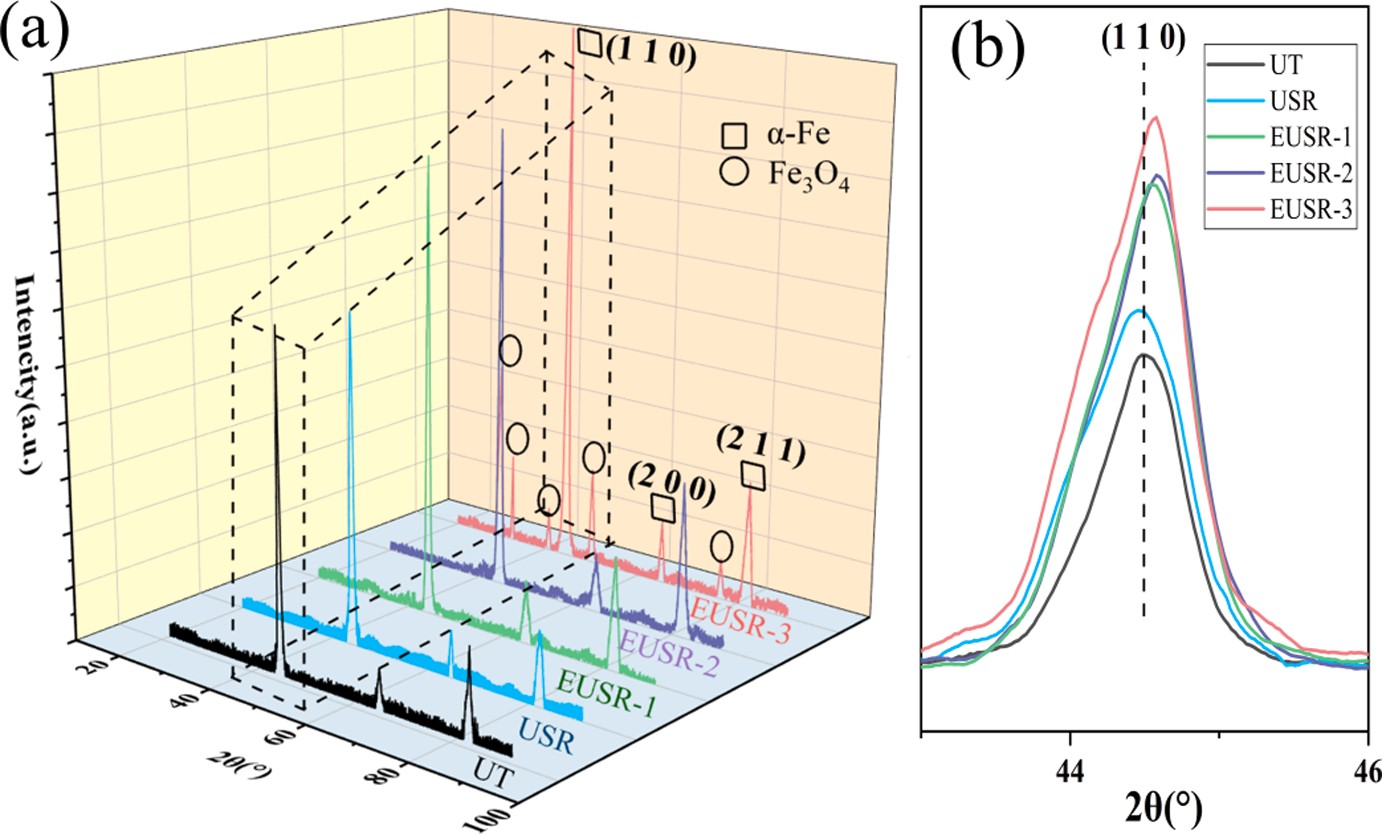 (a)
(1 1 0)
α-Fe
Fe₃O₄
(2 1 1)
(2 0 0)
Intencity(a.u.)
EUSR-3
EUSR-2
EUSR-1
USR
UT
20
40
60
80
100
2θ(°)
(b)
(1 1 0)
UT
USR
EUSR-1
EUSR-2
EUSR-3
44
46
2θ(°)